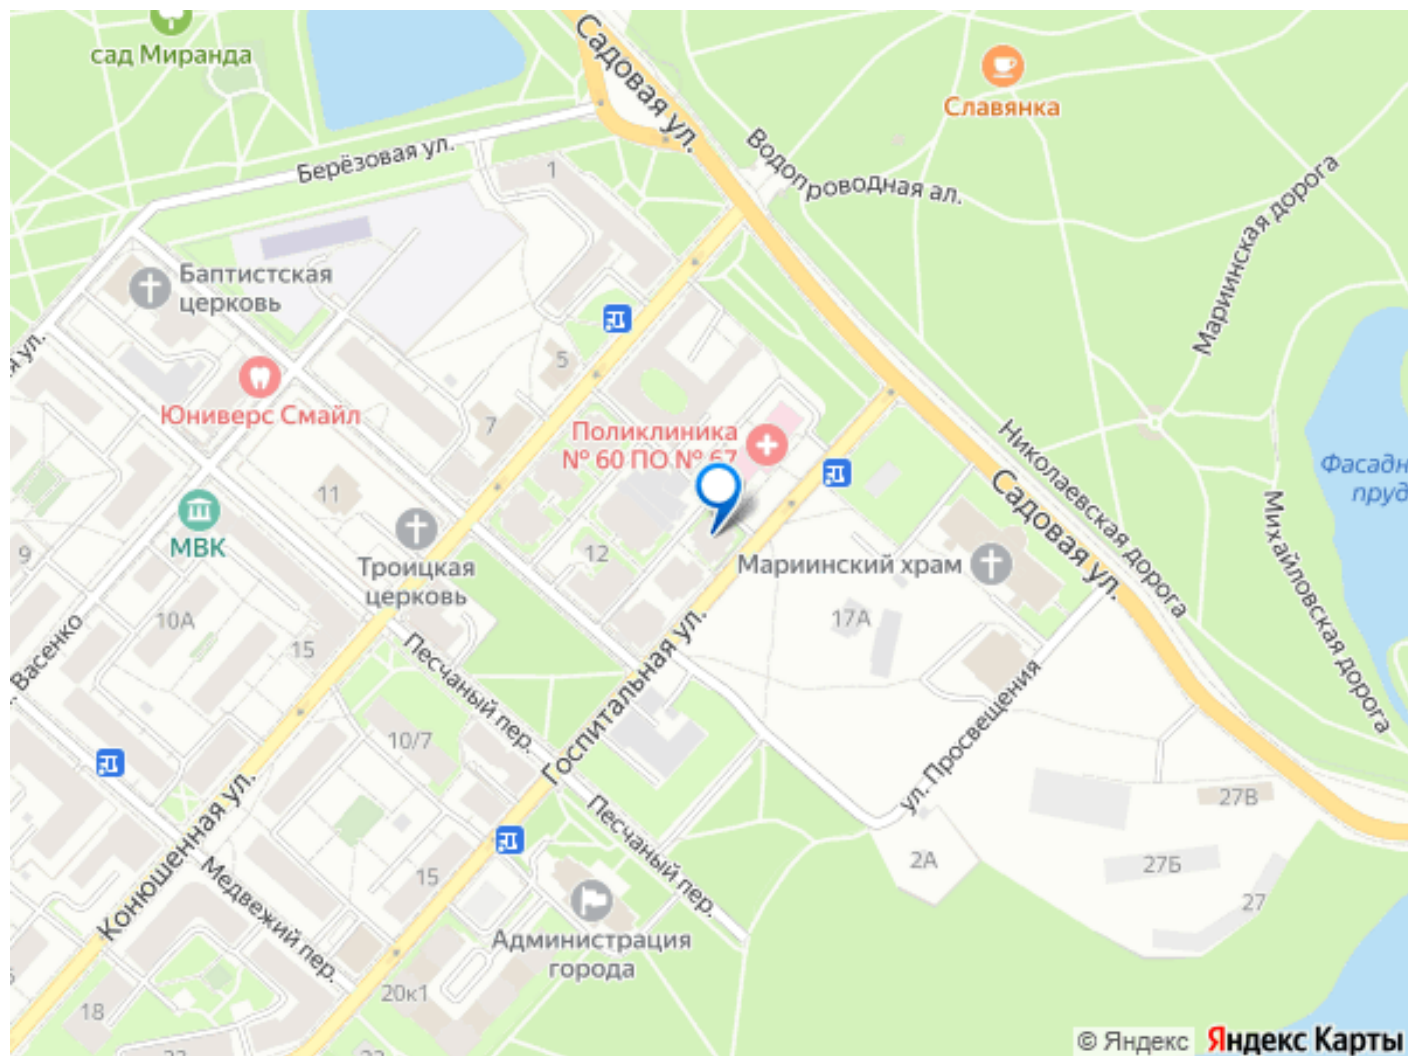 сад Миранда
Садовая ул.
Славянка
Берёзовая ул.
1
Водопроводная ал.
Мариинская дорога
Баптистская
церковь
5
Юниверс Смайл
7
Поликлиника
№ 60 ПО № 67
Николаевская дорога
Садовая ул.
Фасадн
пруд
Михайловская дорога
11
МВК
9
Троицкая
церковь
12
Мариинский храм
10А
17А
15
Васенко
Песчаный пер.
Госпитальная ул.
ул. Просвещения
10/7
Конюшенная ул.
Песчаный пер.
27В
2А
27Б
15
27
Медвежий пер.
Администрация
города
20к1
18
© Яндекс Яндекс Карты